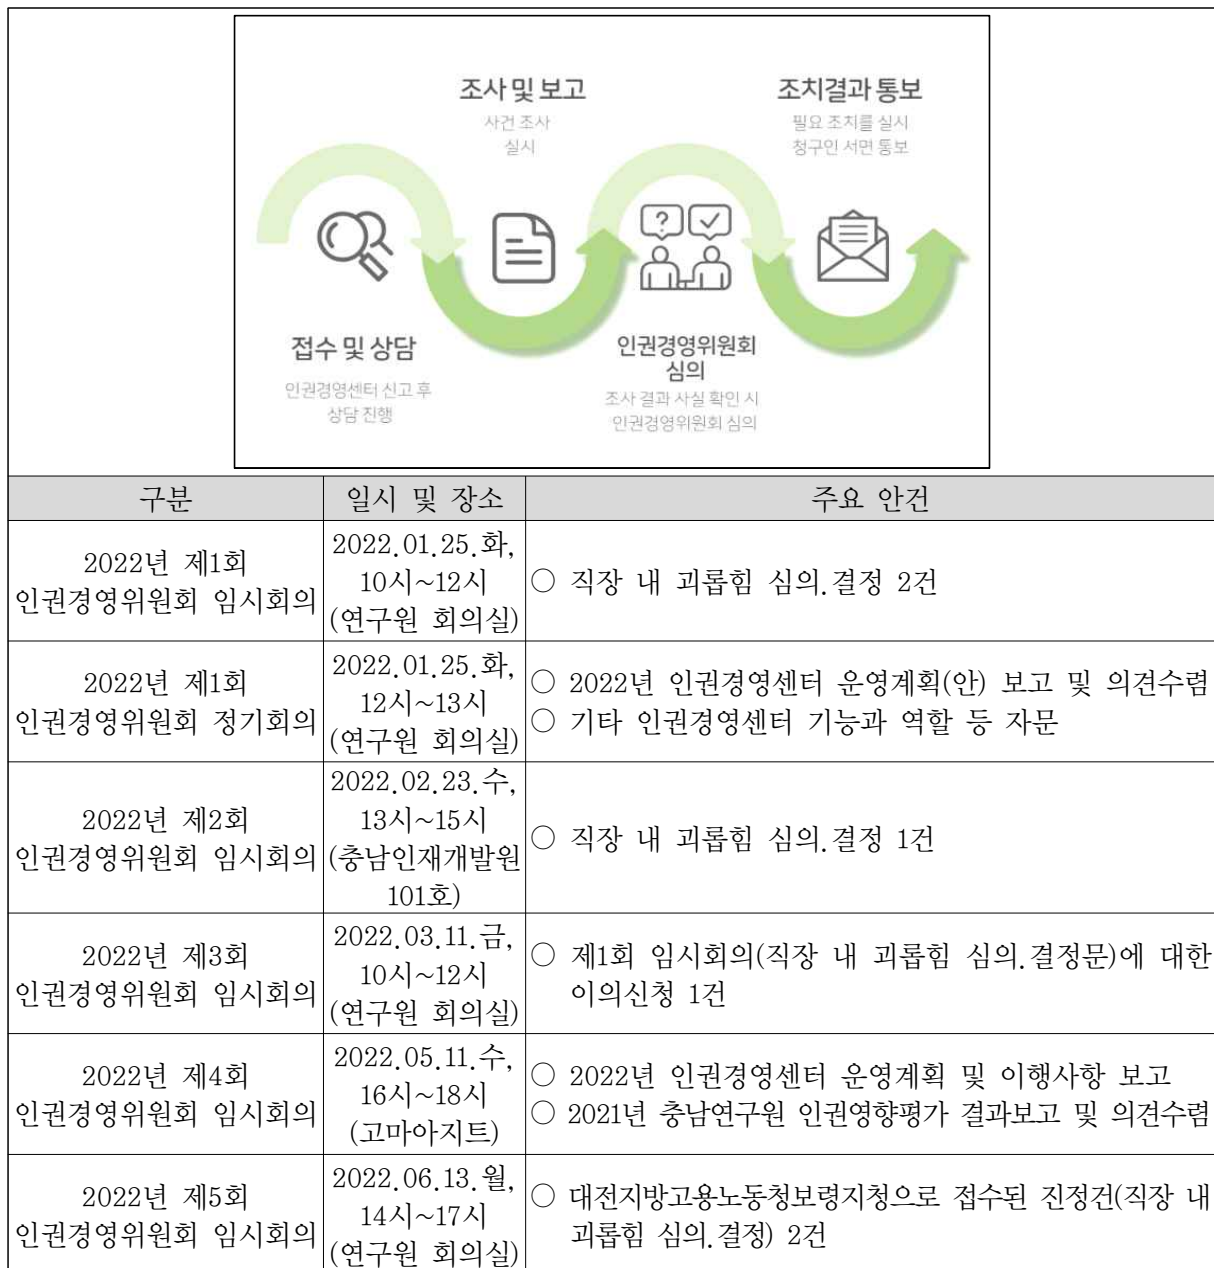 조사 및 보고
사건 조사
실시
조치결과 통보
필요 조치를 실시
청구인 서면 통보
접수 및 상담
인권경영센터 신고 후
상담 진행
인권경영위원회
심의
조사 결과 사실 확인 시
인권경영위원회 심의
구분
일시 및 장소
주요 안건
2022년 제1회
인권경영위원회 임시회의
2022.01.25.화,
10시~12시
(연구원 회의실)
○ 직장 내 괴롭힘 심의.결정 2건
2022년 제1회
인권경영위원회 정기회의
2022.01.25.화,
12시~13시
(연구원 회의실)
○ 2022년 인권경영센터 운영계획(안) 보고 및 의견수렴
○ 기타 인권경영센터 기능과 역할 등 자문
2022년 제2회
인권경영위원회 임시회의
2022.02.23.수,
13시~15시
(충남인재개발원
101호)
○ 직장 내 괴롭힘 심의.결정 1건
2022년 제3회
인권경영위원회 임시회의
2022.03.11.금,
10시~12시
(연구원 회의실)
○ 제1회 임시회의(직장 내 괴롭힘 심의.결정문)에 대한
이의신청 1건
2022년 제4회
인권경영위원회 임시회의
2022.05.11.수,
16시~18시
(고마아지트)
○ 2022년 인권경영센터 운영계획 및 이행사항 보고
○ 2021년 충남연구원 인권영향평가 결과보고 및 의견수렴
2022년 제5회
인권경영위원회 임시회의
2022.06.13.월,
14시~17시
(연구원 회의실)
○ 대전지방고용노동청보령지청으로 접수된 진정건(직장 내
괴롭힘 심의.결정) 2건